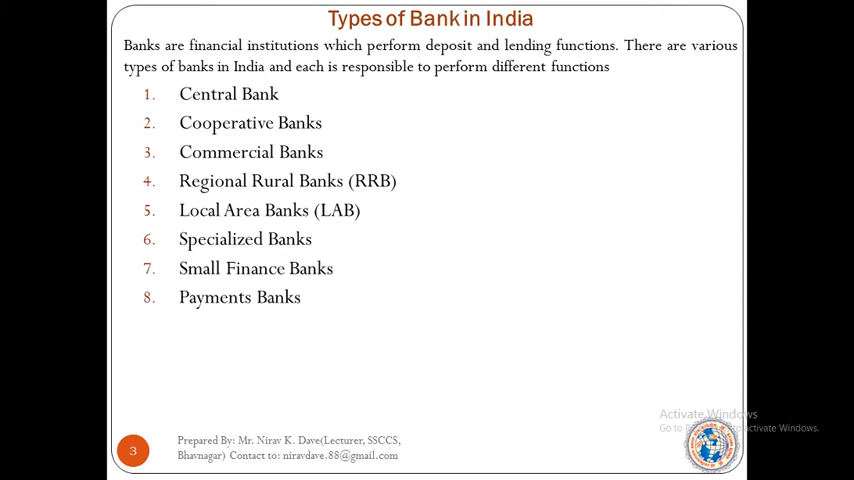 Types of Bank in India
Banks are financial institutions which perform deposit and lending functions. There are various
types of banks in India and each is responsible to perform different functions
1. Central Bank
2. Cooperative Banks
3. Commercial Banks
4. Regional Rural Banks (RRB)
5. Local Area Banks (LAB)
6. Specialized Banks
7. Small Finance Banks
8. Payments Banks
Activate Windows
Go to activate Windows.
Prepared By: Mr. Nirav K. Dave(Lecturer, SSCCS,
Bhavnagar) Contact to: niravdave.88@gmail.com
3